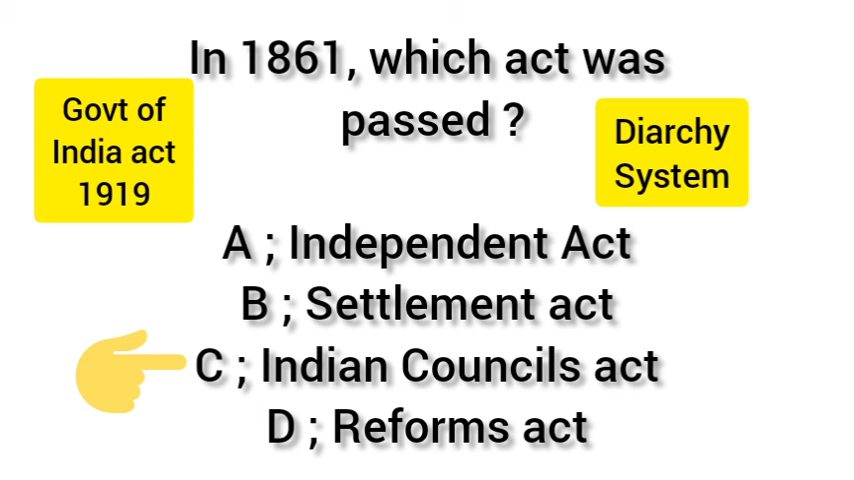 In 1861, which act was
passed ?
Govt of
India act
1919
Diarchy
System
A ; Independent Act
B ; Settlement act
C ; Indian Councils act
D ; Reforms act